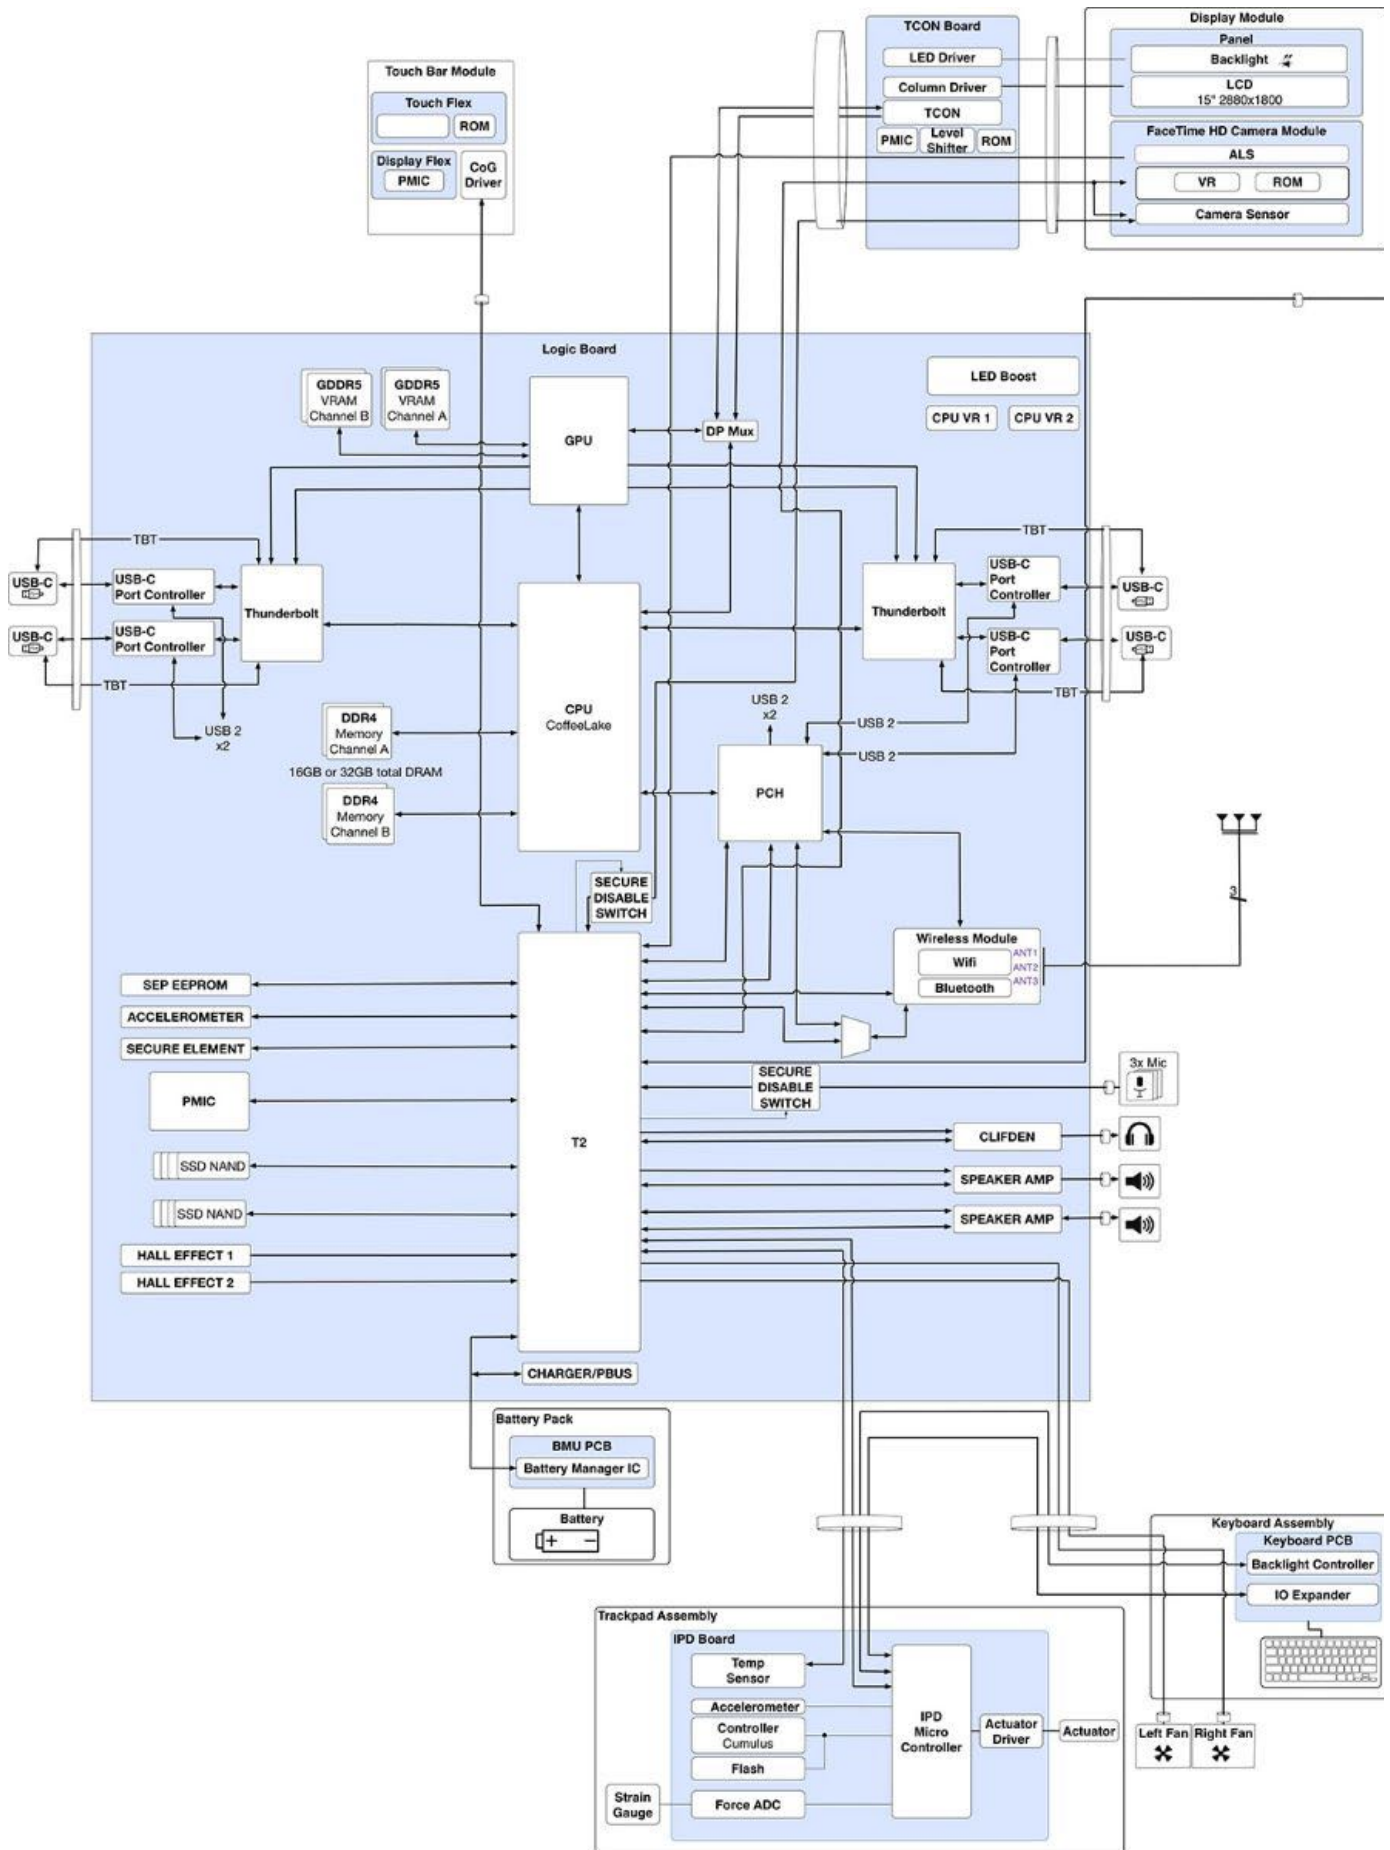 Touch Bar Module
Touch Flex
ROM
Display Flex
PMIC
CoG
Driver
TCON Board
LED Driver
Column Driver
TCON
PMIC
Level
Shifter
ROM
Display Module
Panel
Backlight
LCD
15" 2880x1800
FaceTime HD Camera Module
ALS
VR
ROM
Camera Sensor
Logic Board
GDDR5
VRAM
Channel B
GDDR5
VRAM
Channel A
GPU
DP Mux
LED Boost
CPU VR 1
CPU VR 2
TBT
USB-C
USB-C
Port Controller
USB-C
USB-C
Port Controller
TBT
Thunderbolt
USB 2
x2
Thunderbolt
TBT
USB-C
Port
Controller
USB-C
USB-C
Port
Controller
USB-C
TBT
CPU
CoffeeLake
DDR4
Memory
Channel A
16GB or 32GB total DRAM
DDR4
Memory
Channel B
USB 2
x2
USB 2
USB 2
PCH
SECURE
DISABLE
SWITCH
Wireless Module
Wifi
Bluetooth
ANT1
ANT2
ANT3
3
SEP EEPROM
ACCELEROMETER
SECURE ELEMENT
PMIC
SSD NAND
SSD NAND
HALL EFFECT 1
HALL EFFECT 2
T2
SECURE
DISABLE
SWITCH
3x Mic
CLIFDEN
SPEAKER AMP
SPEAKER AMP
CHARGER/PBUS
Battery Pack
BMU PCB
Battery Manager IC
Battery
+ −
Keyboard Assembly
Keyboard PCB
Backlight Controller
IO Expander
Trackpad Assembly
IPD Board
Temp
Sensor
Accelerometer
Controller
Cumulus
Flash
Strain
Gauge
Force ADC
IPD
Micro
Controller
Actuator
Driver
Actuator
Left Fan
Right Fan